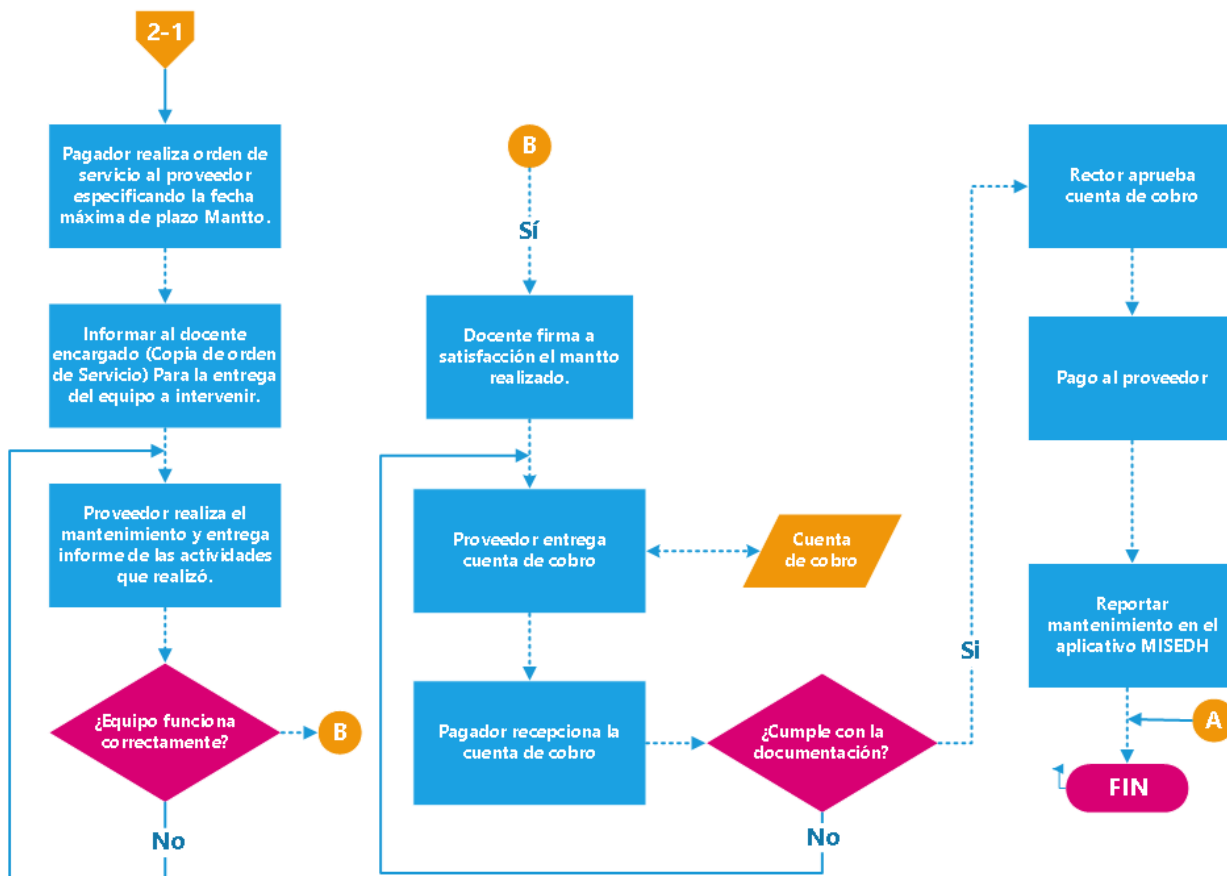 2-1
Pagador realiza orden de
servicio al proveedor
especificando la fecha
máxima de plazo Mantto.
Informar al docente
encargado (Copia de orden
de Servicio) Para la entrega
del equipo a intervenir.
Proveedor realiza el
mantenimiento y entrega
informe de las actividades
que realizó.
¿Equipo funciona
correctamente?
B
No
B
Sí
Docente firma a
satisfacción el mantto
realizado.
Proveedor entrega
cuenta de cobro
Cuenta
de cobro
Pagador recepciona la
cuenta de cobro
¿Cumple con la
documentación?
No
Si
Rector aprueba
cuenta de cobro
Pago al proveedor
Reportar
mantenimiento en el
aplicativo MISEDH
A
FIN